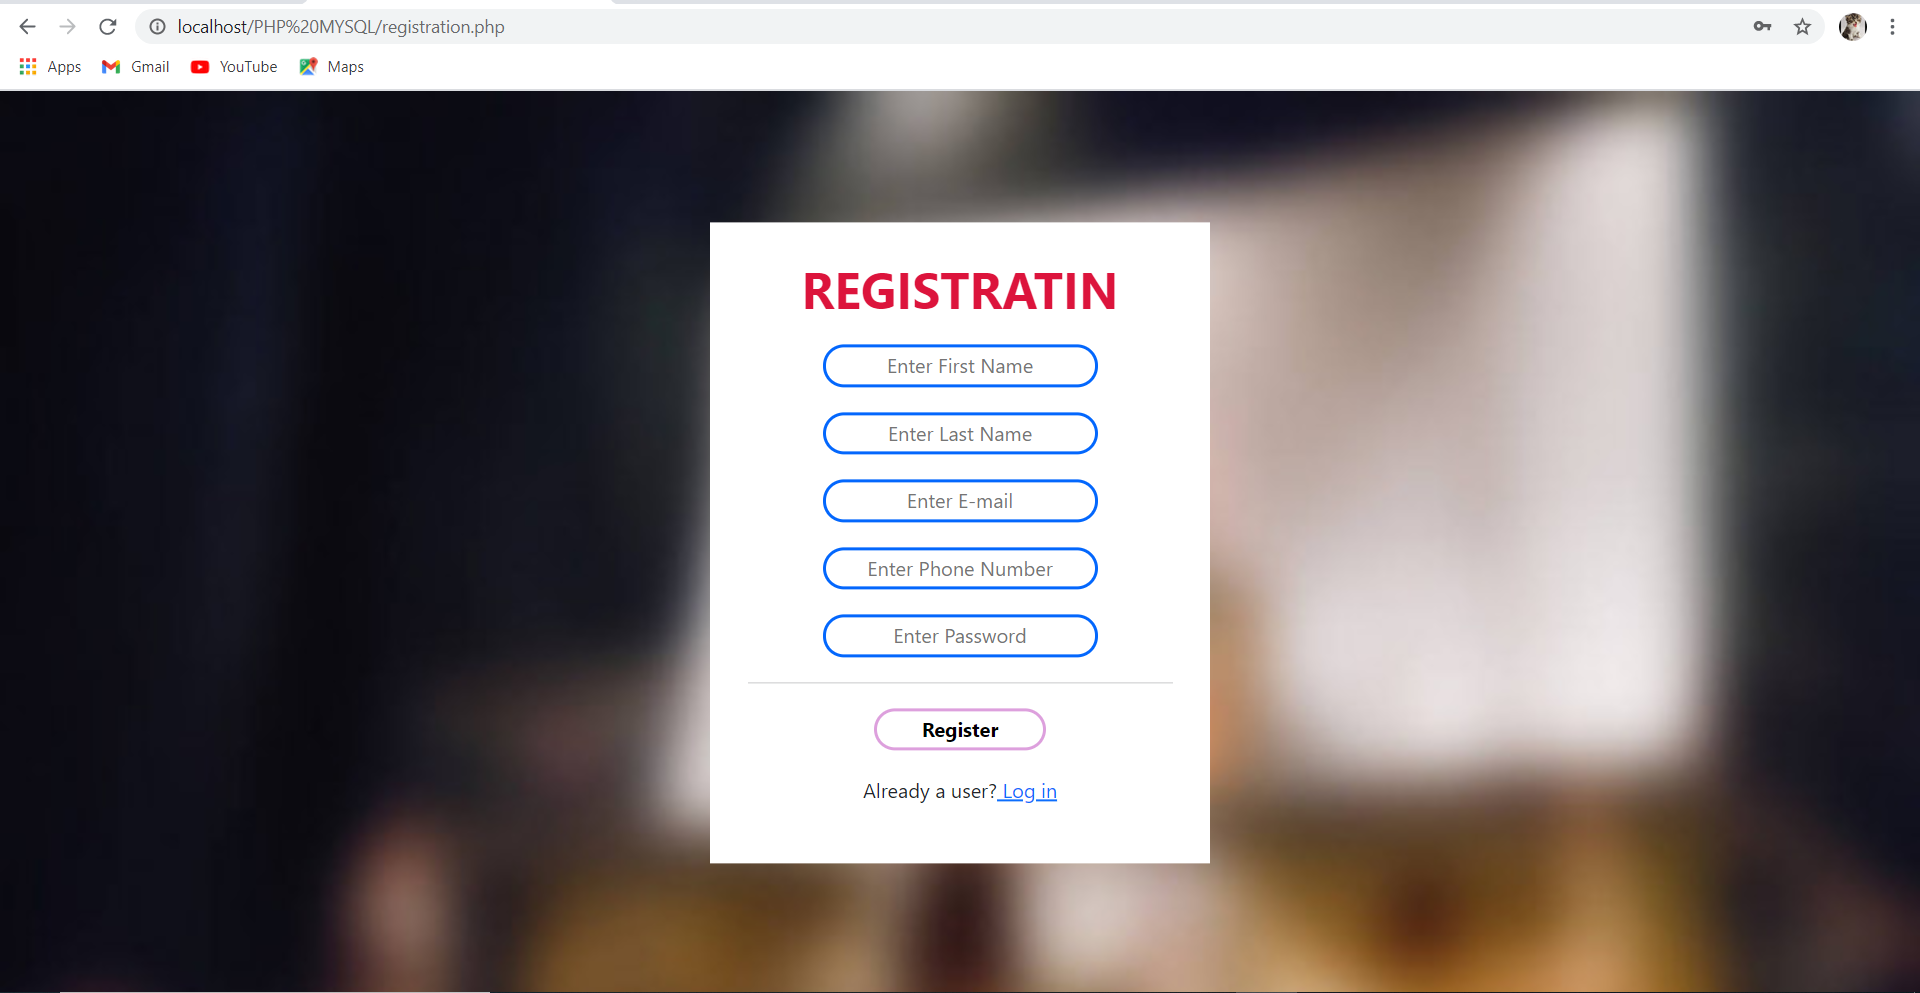 localhost/PHP%20MYSQL/registration.php
Apps Gmail YouTube Maps
REGISTRATIN
Enter First Name
Enter Last Name
Enter E-mail
Enter Phone Number
Enter Password
Register
Already a user? Log in